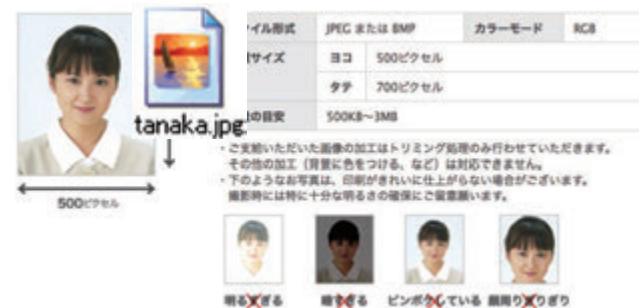 tanaka.jpg
500ピクセル
イル形式 JPEG または BMP カラーモード RGB
サイズ ヨコ 500ピクセル
タテ 700ピクセル
の目安 500KB～3MB
・ご支給いただいた画像の加工はトリミング処理のみ行わせていただきます。
その他の加工（背景に色をつける、など）は対応できません。
・下のようなお写真は、印刷がきれいに仕上がらない場合がございます。
撮影時には特に十分な明るさの確保にご留意願います。
明るすぎる 暗すぎる ピンボケしている 顔周りぎりぎり